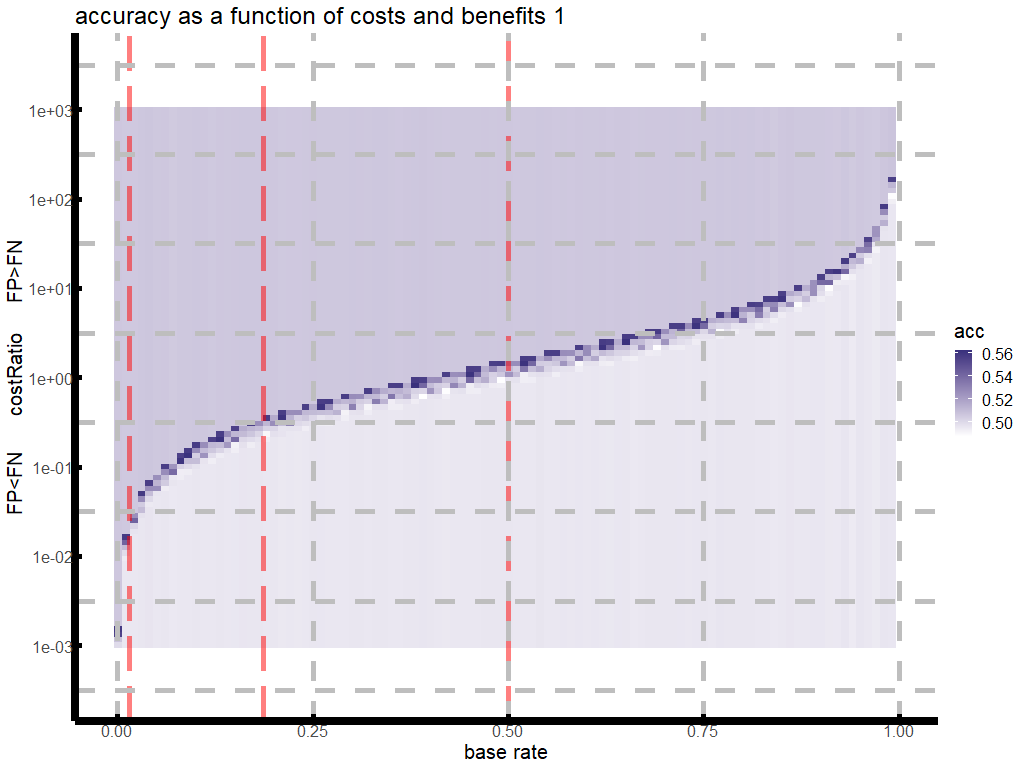 accuracy as a function of costs and benefits 1
1e+03
1e+02
1e+01
1e+00
1e-01
1e-02
1e-03
FP<FN costRatio FP>FN
0.00 0.25 0.50 0.75 1.00
base rate
acc
0.56
0.54
0.52
0.50